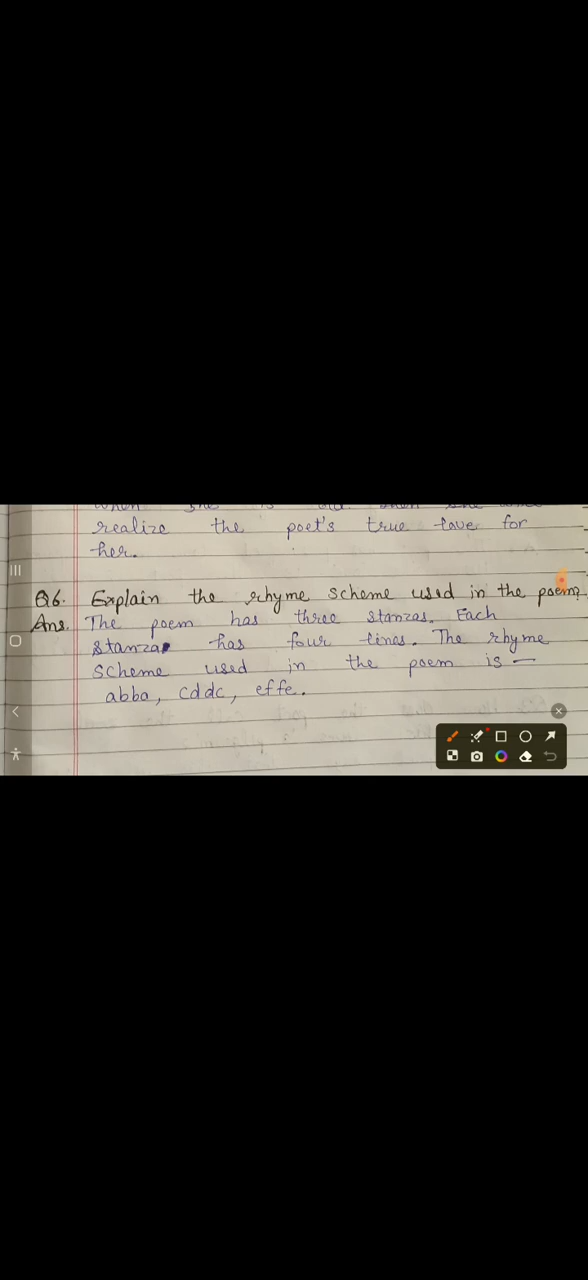 realize the poet's true love for
her.
Q6. Explain the rhyme scheme used in the poem?
Ans. The poem has three stanzas. Each
stanza has four lines. The rhyme
scheme used in the poem is —
abba, cddc, effe.